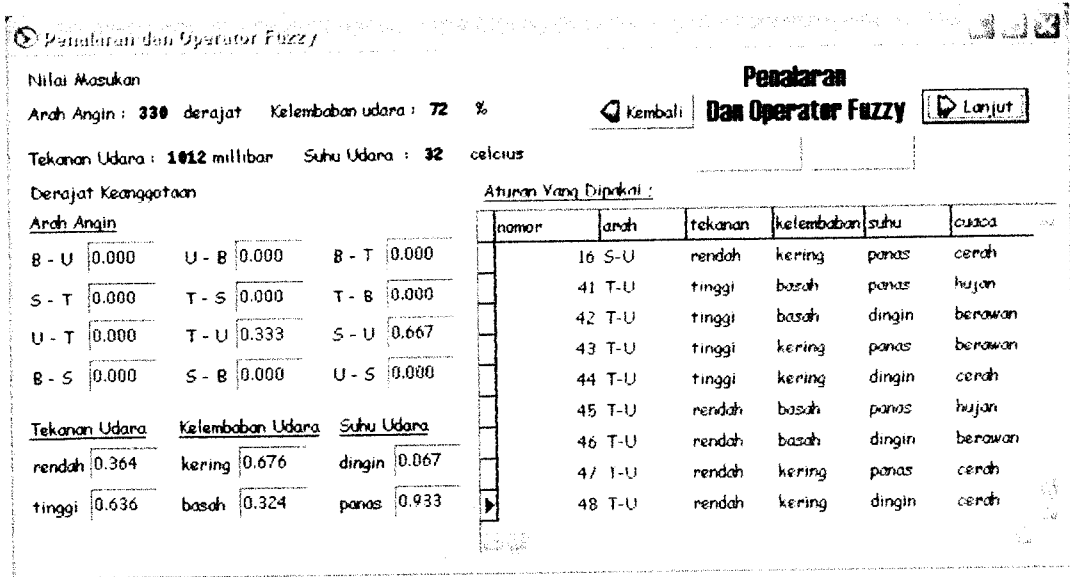 Penalaran dan Operator Fuzzy
Nilai Masukan
Arah Angin : 330 derajat Kelembaban udara : 72 %
Tekanan Udara : 1012 millibar Suhu Udara : 32 celcius
Penalaran
Dan Operator Fuzzy
Kembali
Lanjut
Derajat Keanggotaan
Arah Angin
B - U 0.000 U - B 0.000 B - T 0.000
S - T 0.000 T - S 0.000 T - B 0.000
U - T 0.000 T - U 0.333 S - U 0.667
B - S 0.000 S - B 0.000 U - S 0.000
Tekanan Udara Kelembaban Udara Suhu Udara
rendah 0.364 kering 0.676 dingin 0.067
tinggi 0.636 basah 0.324 panas 0.933
Aturan Yang Dipakai :
nomor arah tekanan kelembaban suhu cuaca
16 S-U rendah kering panas cerah
41 T-U tinggi basah panas hujan
42 T-U tinggi basah dingin berawan
43 T-U tinggi kering panas berawan
44 T-U tinggi kering dingin cerah
45 T-U rendah basah panas hujan
46 T-U rendah basah dingin berawan
47 T-U rendah kering panas cerah
48 T-U rendah kering dingin cerah